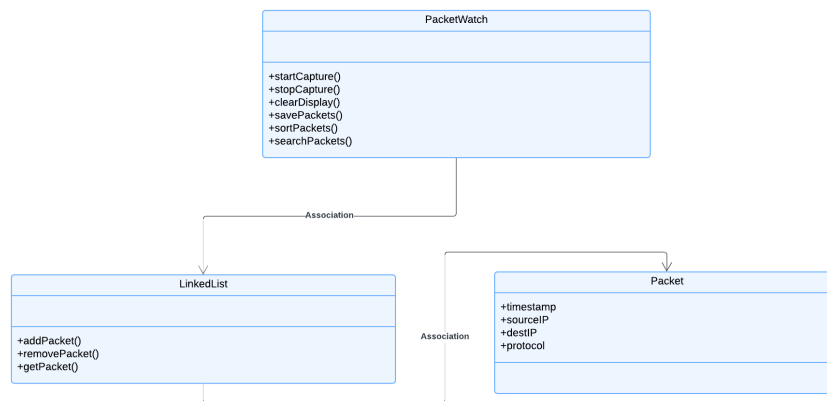 PacketWatch
+startCapture()
+stopCapture()
+clearDisplay()
+savePackets()
+sortPackets()
+searchPackets()
Association
LinkedList
+addPacket()
+removePacket()
+getPacket()
Association
Packet
+timestamp
+sourceIP
+destIP
+protocol